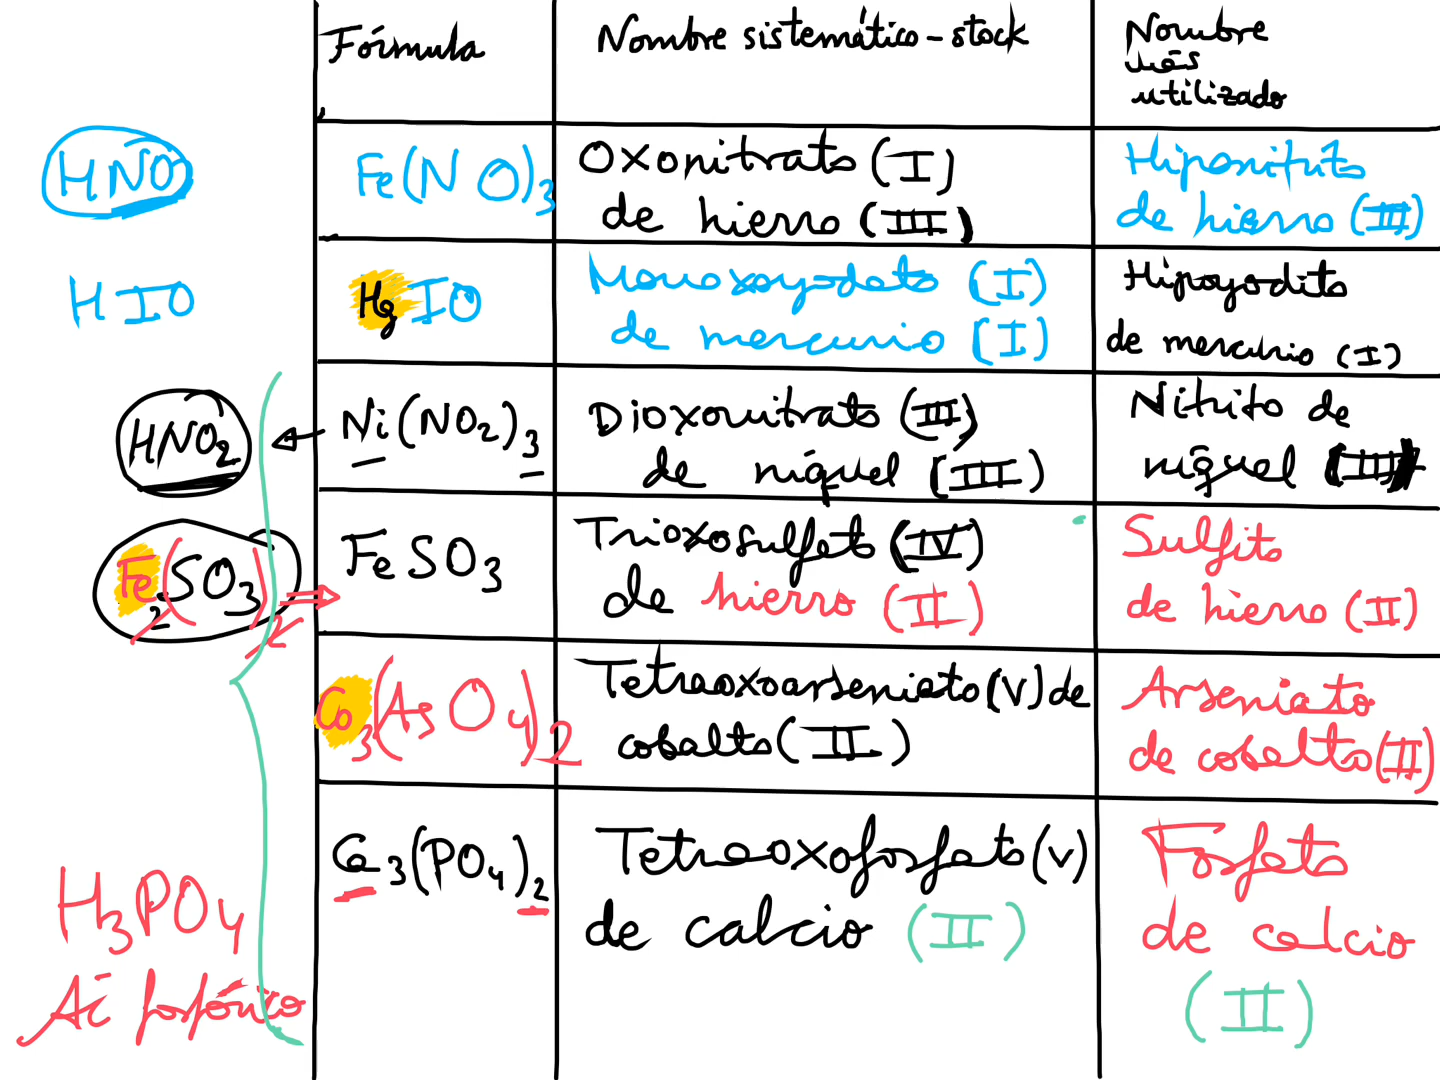 Fórmula
Nombre sistemático - stock
Nombre
más
utilizado
HNO
Fe(NO)3
Oxonitrato (I)
de hierro (III)
Hiponitrito
de hierro (III)
HIO
HgIO
Monoxoyodato (I)
de mercurio (I)
Hipoyodito
de mercurio (I)
HNO2
Ni(NO2)3
Dioxonitrato (III)
de níquel (III)
Nitrito de
níquel (III)
Fe2(SO3)2
FeSO3
Trioxosulfato (IV)
de hierro (II)
Sulfito
de hierro (II)
Co3(AsO4)2
Tetraoxoarseniato (V) de
cobalto (II)
Arseniato
de cobalto (II)
H3PO4
Ác fosfórico
Ca3(PO4)2
Tetraoxofosfato (V)
de calcio (II)
Fosfato
de calcio
(II)